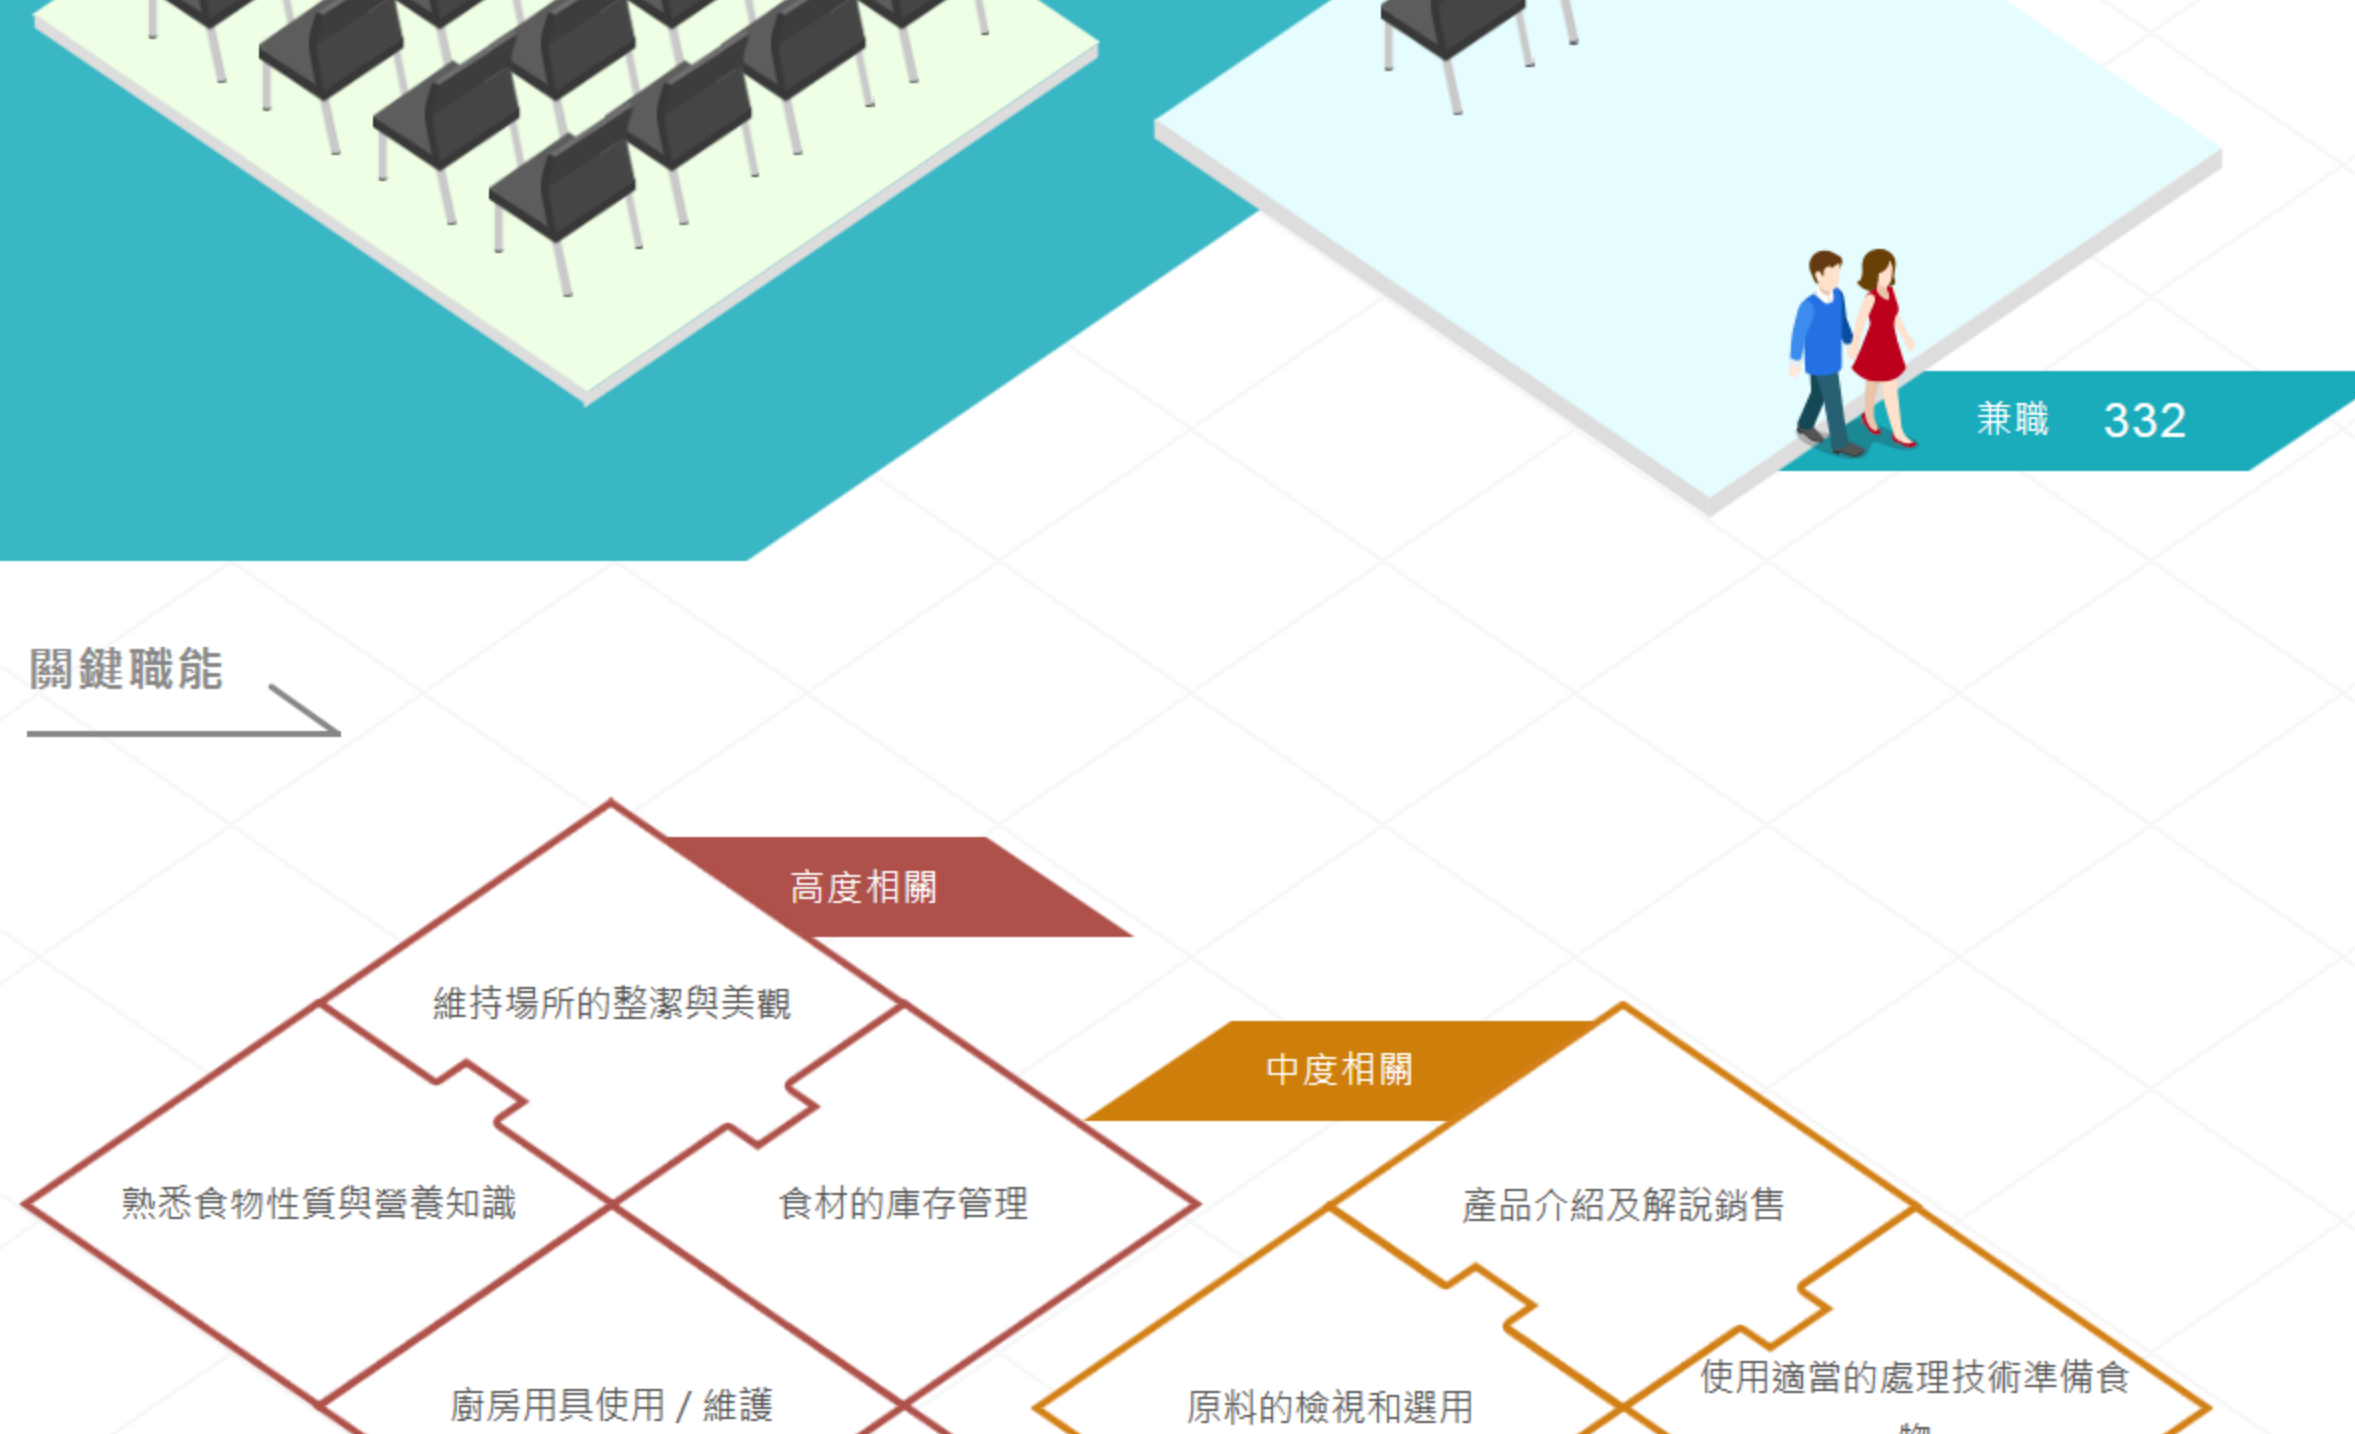 兼職 332
關鍵職能
高度相關
維持場所的整潔與美觀
中度相關
熟悉食物性質與營養知識
食材的庫存管理
產品介紹及解說銷售
廚房用具使用 / 維護
原料的檢視和選用
使用適當的處理技術準備食
物